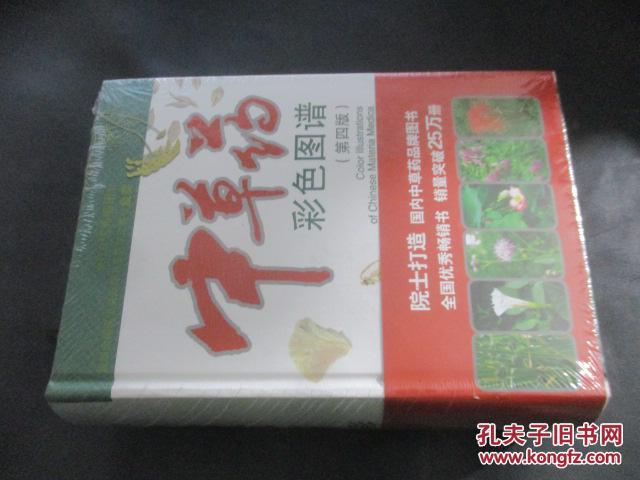 中草药
彩色图谱
（第四版）
Color Illustrations
of Chinese Materia Medica
院士打造 国内中草药品牌图书
全国优秀畅销书 销量突破25万册
孔夫子旧书网
www.kongfz.com